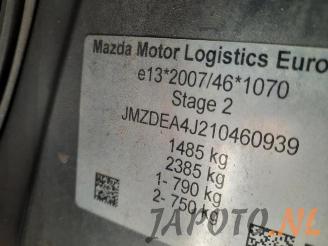 Mazda Motor Logistics Euro
e13*2007/46*1070
Stage 2
JMZDEA4J210460939
1485 kg
2385 kg
1- 790 kg
2- 750 kg
JAPOTO.NL